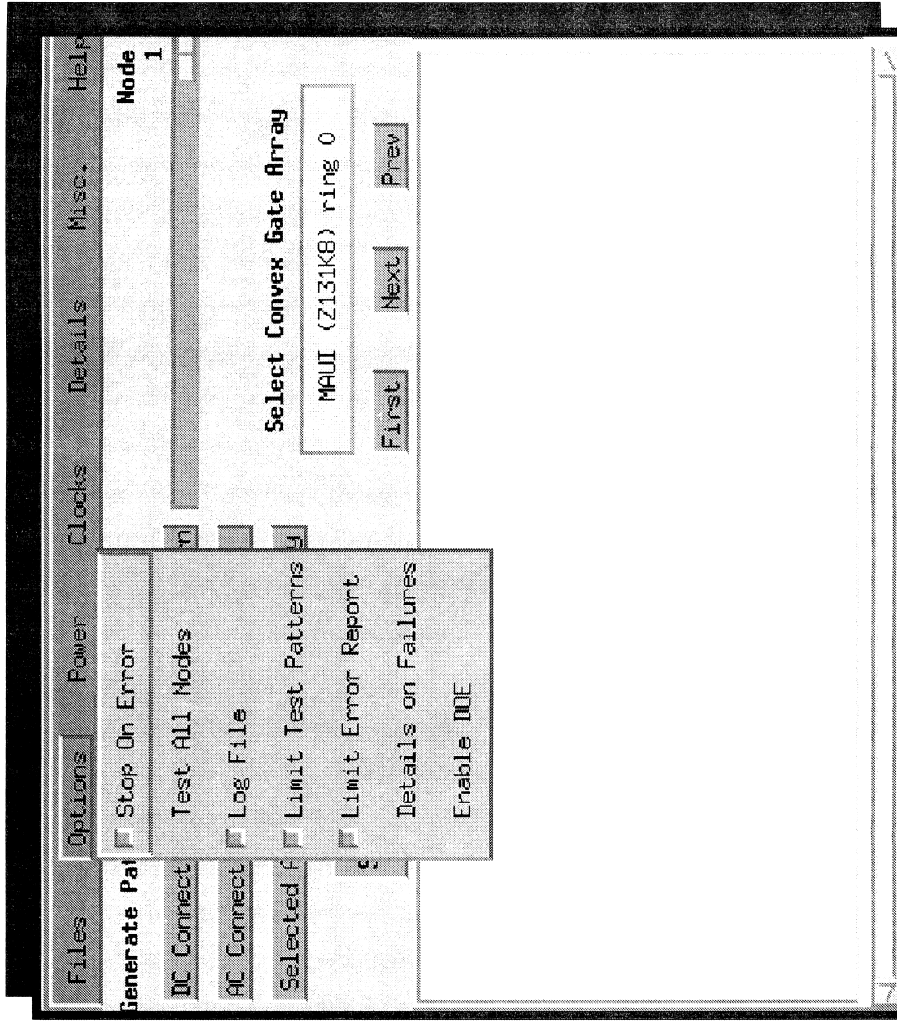 Files Options Power Clocks Details Misc. Help
Generate Pat Node
1
Stop On Error
Test All Nodes
Log File
Limit Test Patterns
Limit Error Report
Details on Failures
Enable DOE
DC Connect rn
AC Connect
Selected y
Select Convex Gate Array
MAUI (Z131K8) ring 0
First Next Prev